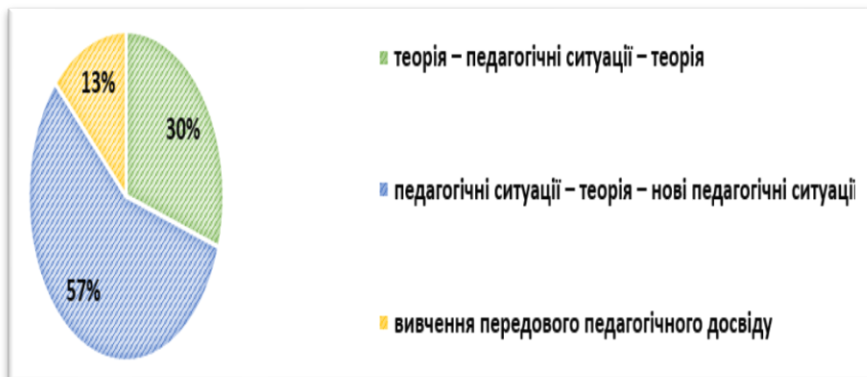 13%
30%
57%
теорія – педагогічні ситуації – теорія
педагогічні ситуації – теорія – нові педагогічні ситуації
вивчення передового педагогічного досвіду